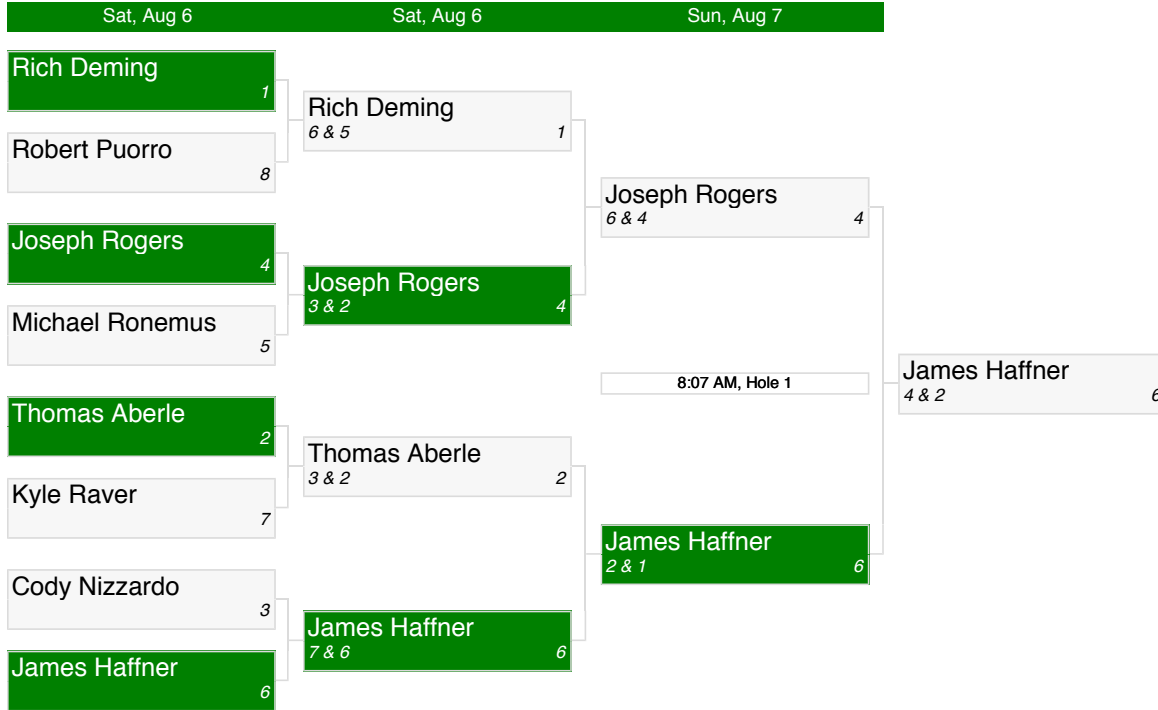 Sat, Aug 6
Sat, Aug 6
Sun, Aug 7
Rich Deming
1
Robert Puorro
8
Joseph Rogers
4
Michael Ronemus
5
Thomas Aberle
2
Kyle Raver
7
Cody Nizzardo
3
James Haffner
6
Rich Deming
6 & 5 1
Joseph Rogers
3 & 2 4
Thomas Aberle
3 & 2 2
James Haffner
7 & 6 6
Joseph Rogers
6 & 4 4
8:07 AM, Hole 1
James Haffner
2 & 1 6
James Haffner
4 & 2 6